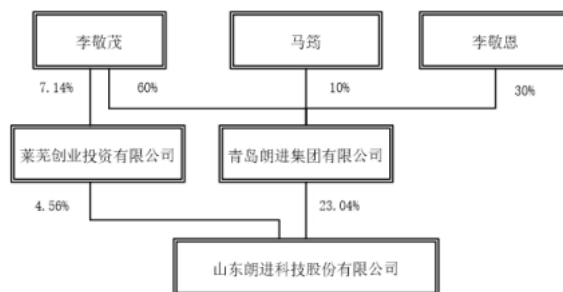 李敬茂
马筠
李敬恩
7.14%
60%
10%
30%
莱芜创业投资有限公司
青岛朗进集团有限公司
4.56%
23.04%
山东朗进科技股份有限公司